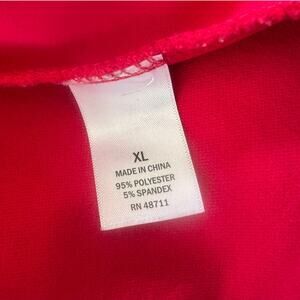 XL
MADE IN CHINA
95% POLYESTER
5% SPANDEX
RN 48711